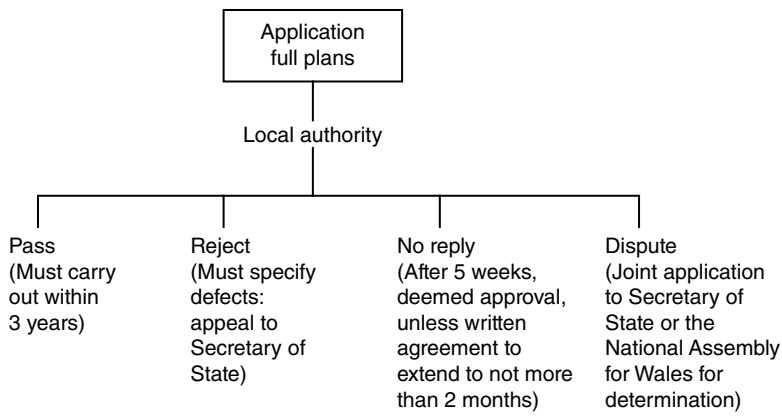 Application
full plans
Local authority
Pass
(Must carry
out within
3 years)
Reject
(Must specify
defects:
appeal to
Secretary of
State)
No reply
(After 5 weeks,
deemed approval,
unless written
agreement to
extend to not more
than 2 months)
Dispute
(Joint application
to Secretary of
State or the
National Assembly
for Wales for
determination)